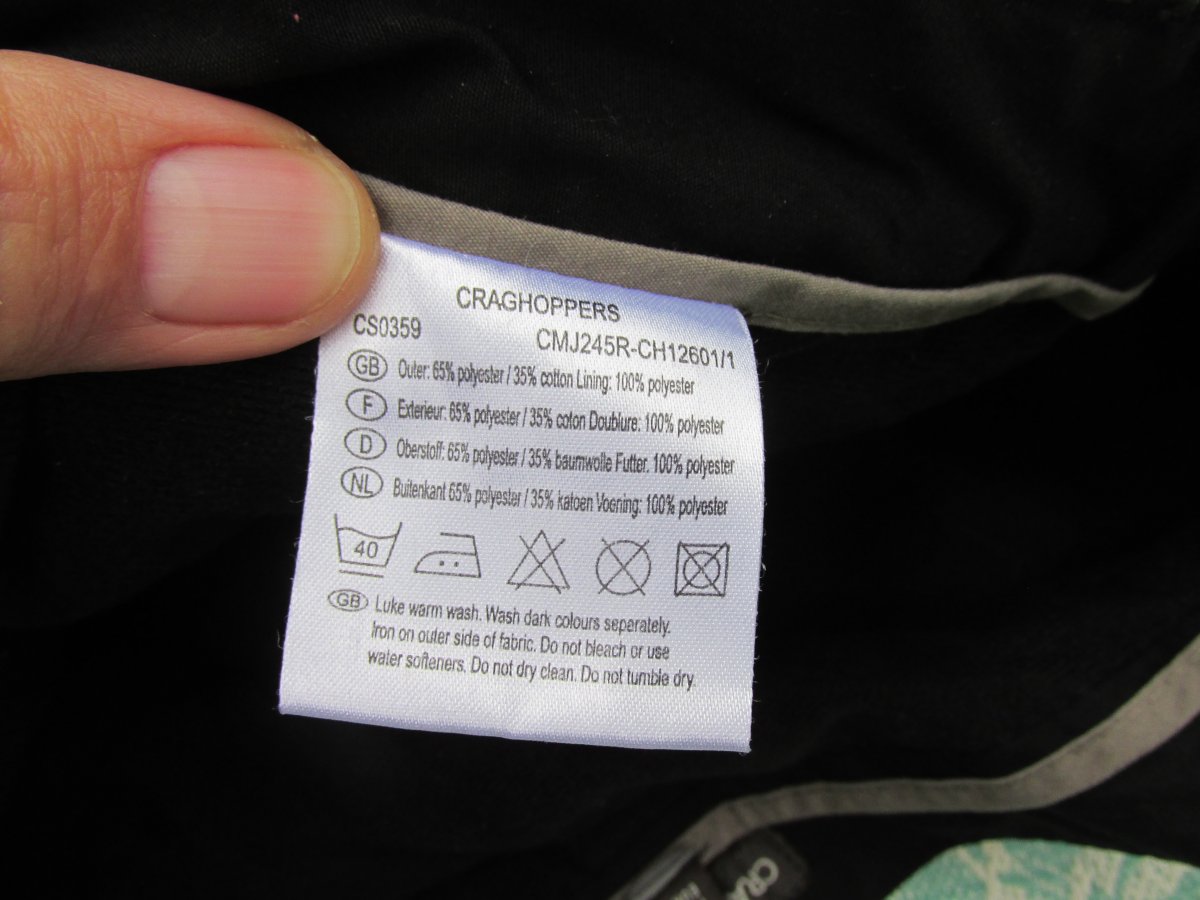 CRAGHOPPERS
CS0359
CMJ245R-CH12601/1
GB Outer: 65% polyester / 35% cotton Lining: 100% polyester
F Exterieur: 65% polyester / 35% coton Doublure: 100% polyester
D Oberstoff: 65% polyester / 35% baumwolle Futter. 100% polyester
NL Buitenkant 65% polyester / 35% katoen Voering: 100% polyester
40
GB Luke warm wash. Wash dark colours seperately.
Iron on outer side of fabric. Do not bleach or use
water softeners. Do not dry clean. Do not tumble dry.
CRA